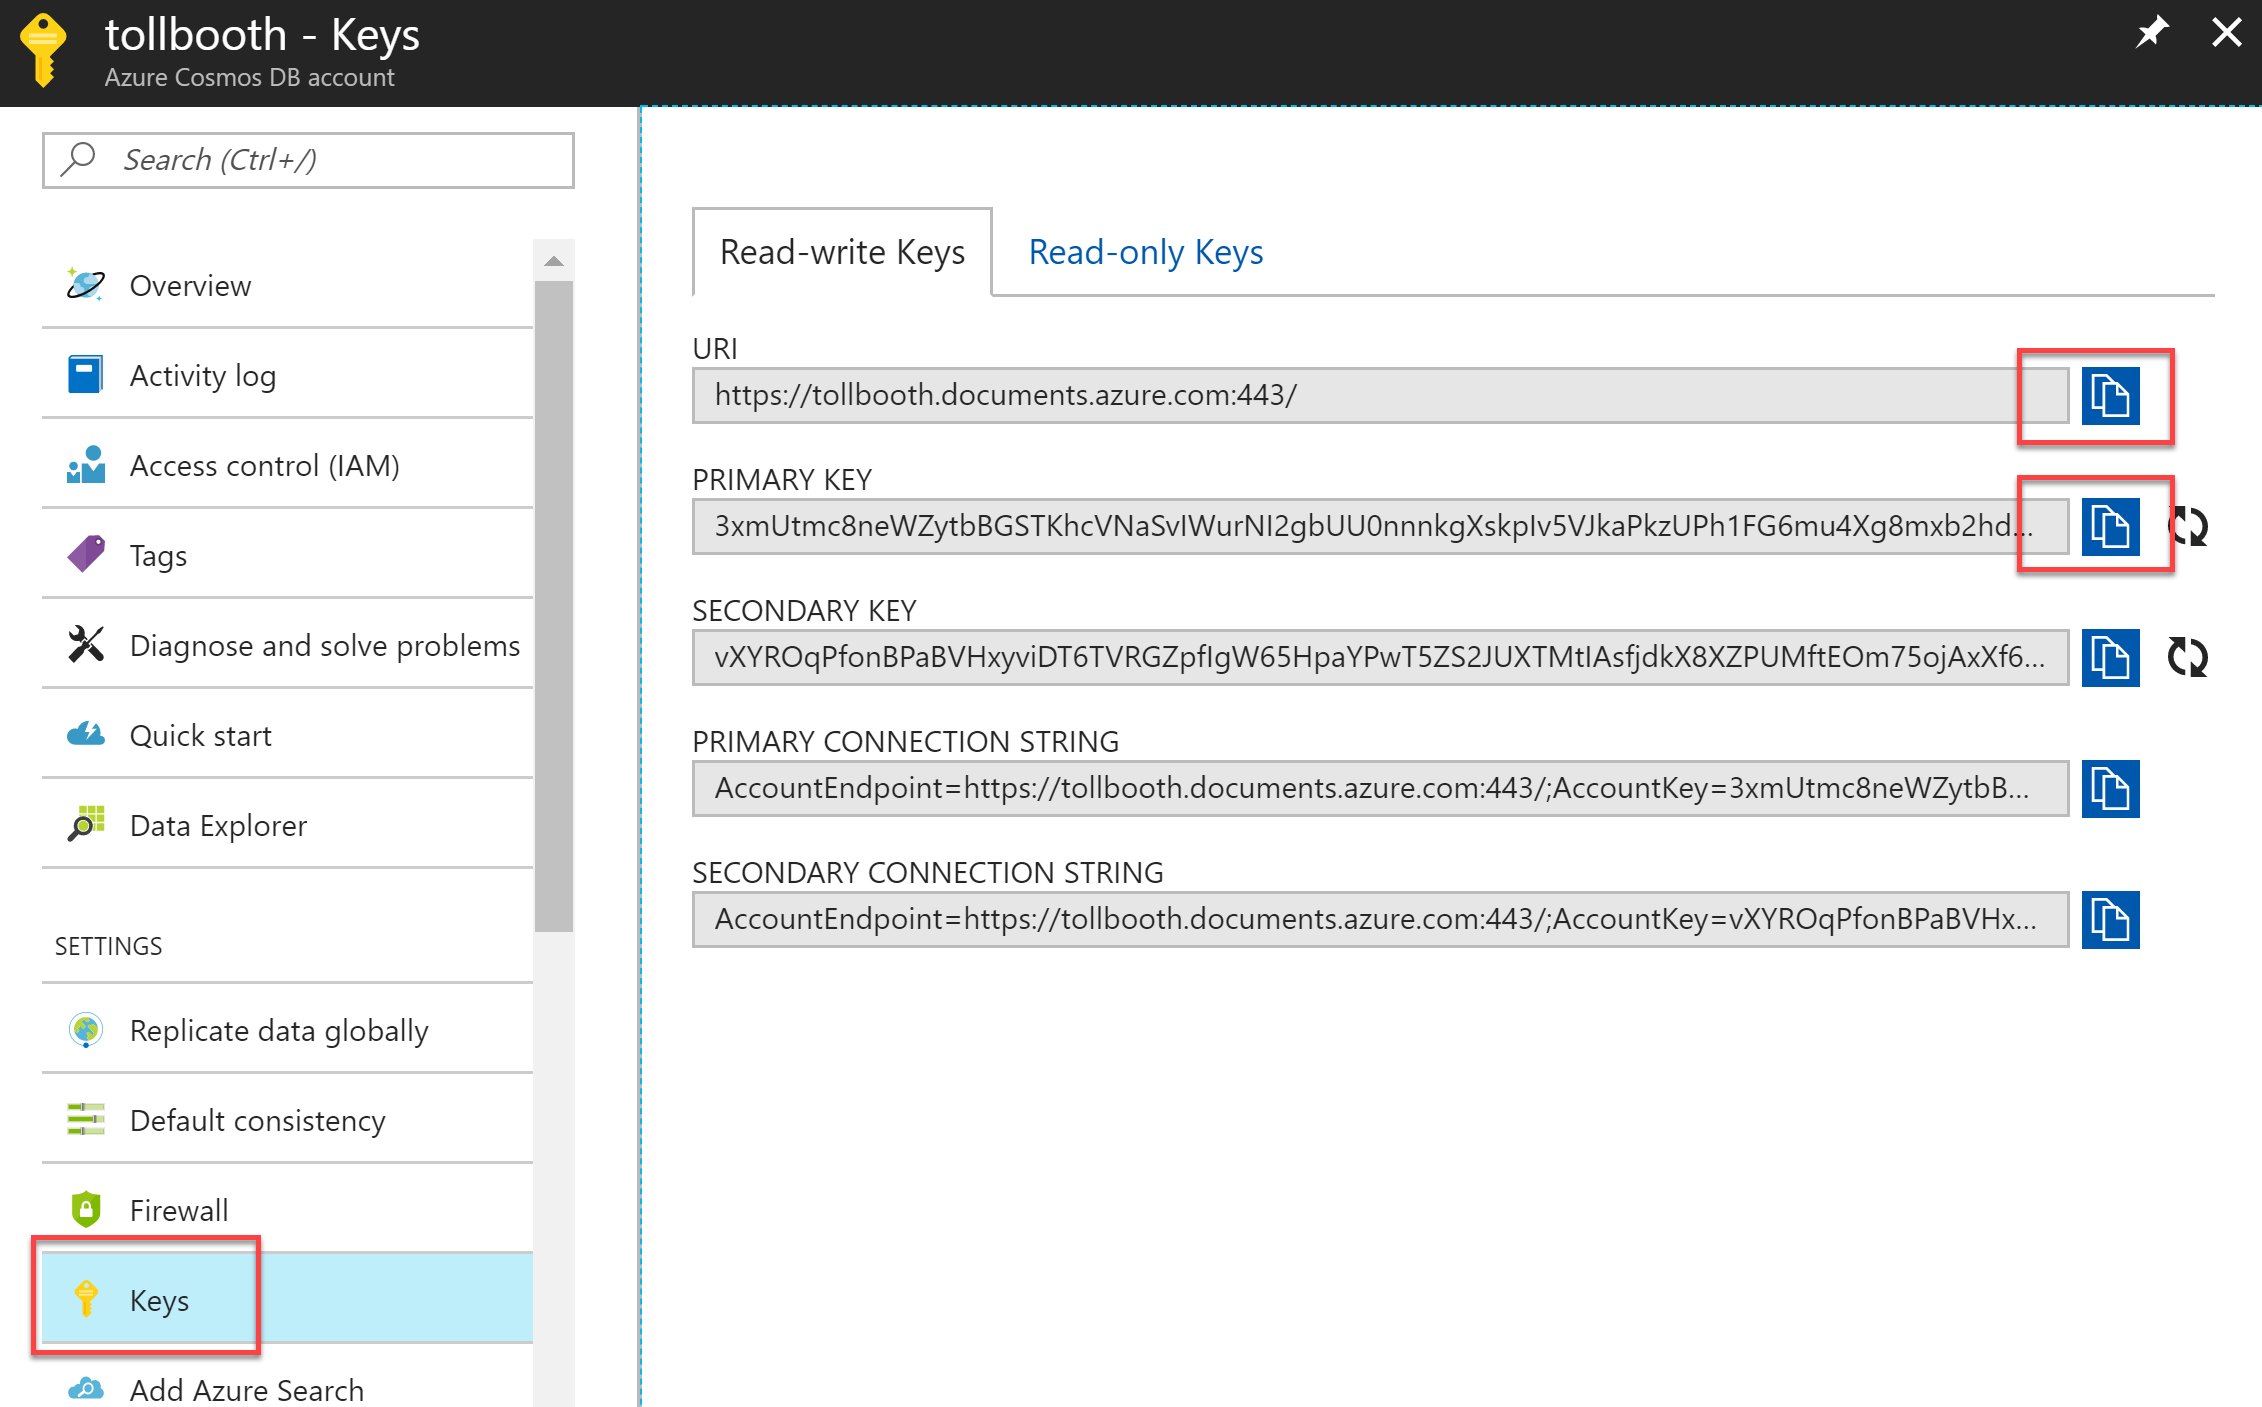 tollbooth - Keys
Azure Cosmos DB account
Search (Ctrl+/)
Overview
Activity log
Access control (IAM)
Tags
Diagnose and solve problems
Quick start
Data Explorer
SETTINGS
Replicate data globally
Default consistency
Firewall
Keys
Add Azure Search
Read-write Keys
Read-only Keys
URI
https://tollbooth.documents.azure.com:443/
PRIMARY KEY
3xmUtmc8neWZytbBGSTKhcVNaSvIWurNI2gbUU0nnnkgXskpIv5VJkaPkzUPh1FG6mu4Xg8mxb2hd...
SECONDARY KEY
vXYROqPfonBPaBVHxyviDT6TVRGZpfIgW65HpaYPwT5ZS2JUXTMtIAsfjdkX8XZPUMftEOm75ojAxXf6...
PRIMARY CONNECTION STRING
AccountEndpoint=https://tollbooth.documents.azure.com:443/;AccountKey=3xmUtmc8neWZytbB...
SECONDARY CONNECTION STRING
AccountEndpoint=https://tollbooth.documents.azure.com:443/;AccountKey=vXYROqPfonBPaBVHx...